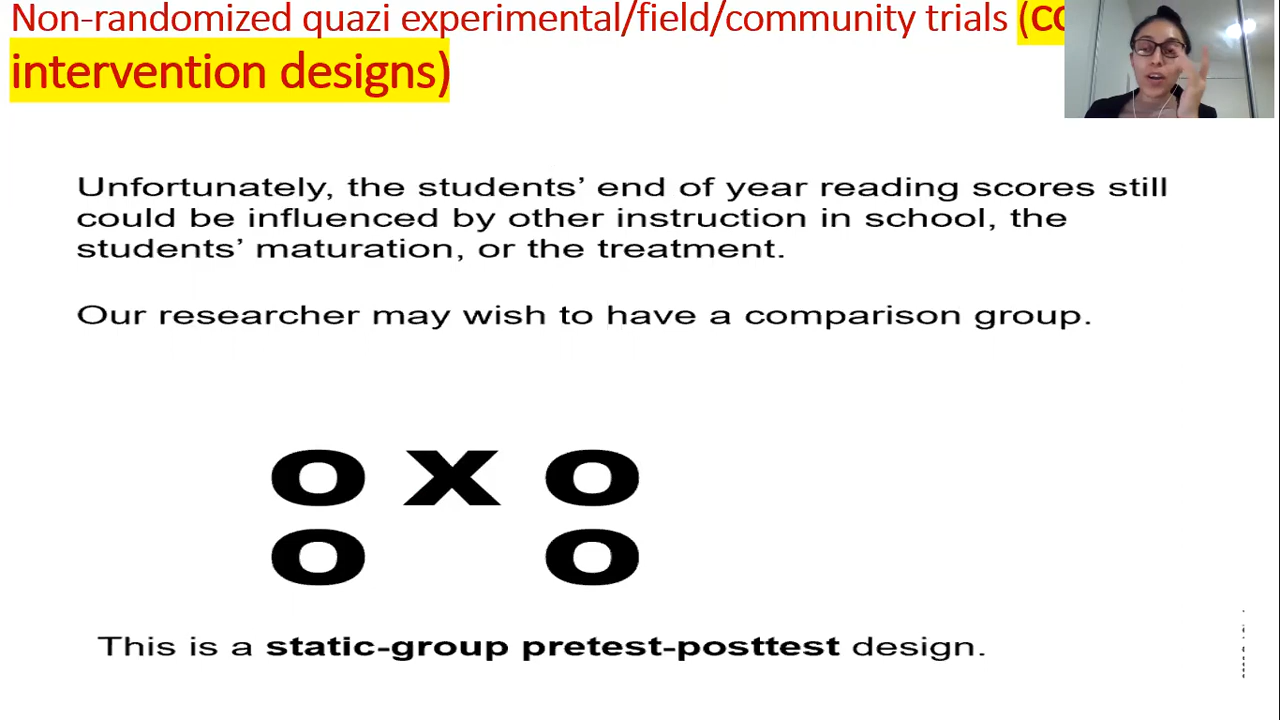 Non-randomized quazi experimental/field/community trials
intervention designs)
Unfortunately, the students’ end of year reading scores still
could be influenced by other instruction in school, the
students’ maturation, or the treatment.
Our researcher may wish to have a comparison group.
O X O
O O
This is a static-group pretest-posttest design.